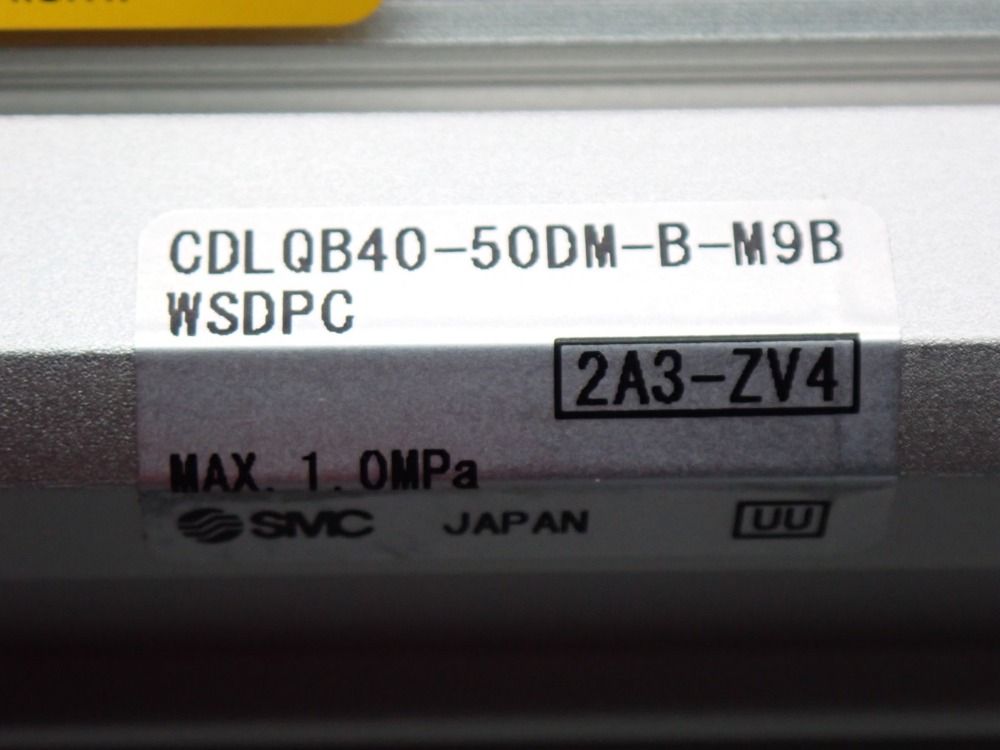 CDLQB40-50DM-B-M9B
WSDPC
2A3-ZV4
MAX. 1.0MPa
SMC JAPAN UU